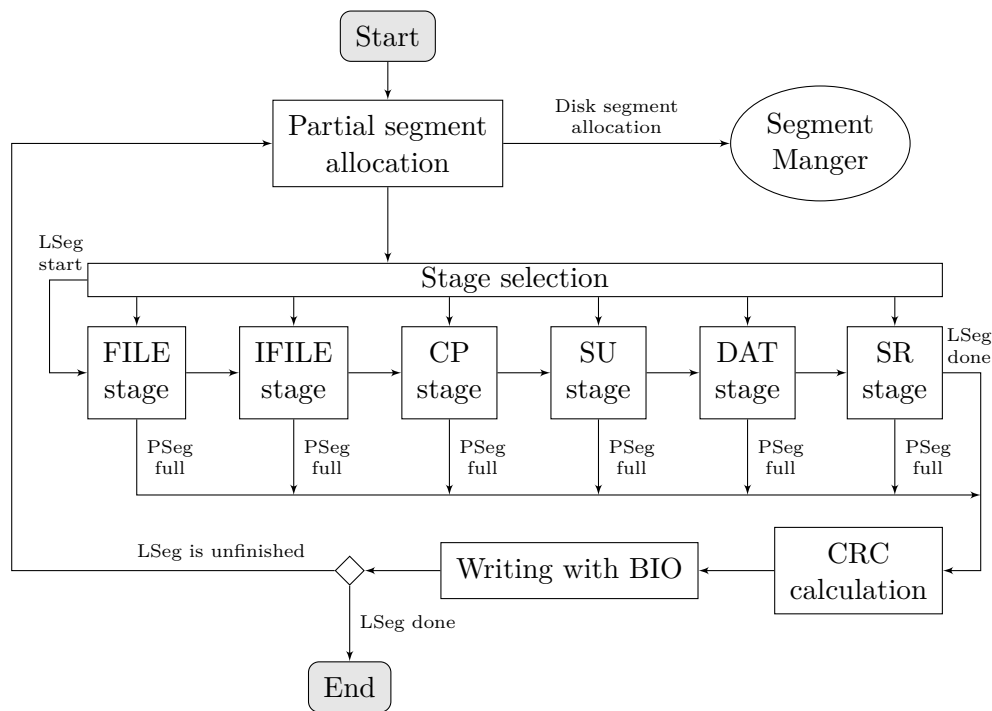 Start
Partial segment
allocation
Disk segment
allocation
Segment
Manger
LSeg
start
Stage selection
FILE
stage
IFILE
stage
CP
stage
SU
stage
DAT
stage
SR
stage
LSeg
done
PSeg
full
PSeg
full
PSeg
full
PSeg
full
PSeg
full
PSeg
full
LSeg is unfinished
Writing with BIO
CRC
calculation
LSeg done
End